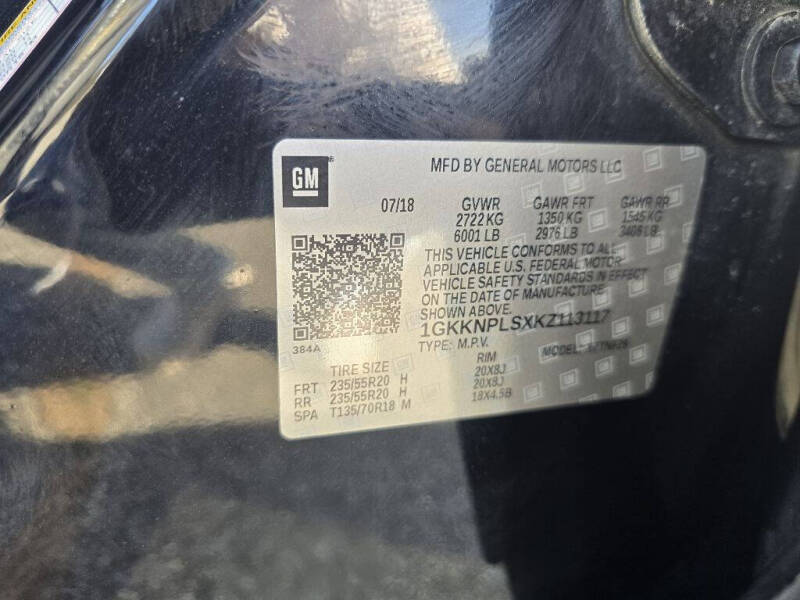 GM
MFD BY GENERAL MOTORS LLC
07/18 GVWR GAWR FRT GAWR RR
2722 KG 1350 KG 1545 KG
6001 LB 2976 LB 3406 LB
THIS VEHICLE CONFORMS TO ALL
APPLICABLE U.S. FEDERAL MOTOR
VEHICLE SAFETY STANDARDS IN EFFECT
ON THE DATE OF MANUFACTURE
SHOWN ABOVE.
1GKKNPLSXKZ113117
384A
TYPE: M.P.V. MODEL:
TIRE SIZE RIM
FRT 235/55R20 H 20X8J
RR 235/55R20 H 20X8J
SPA T135/70R18 M 18X4.5B